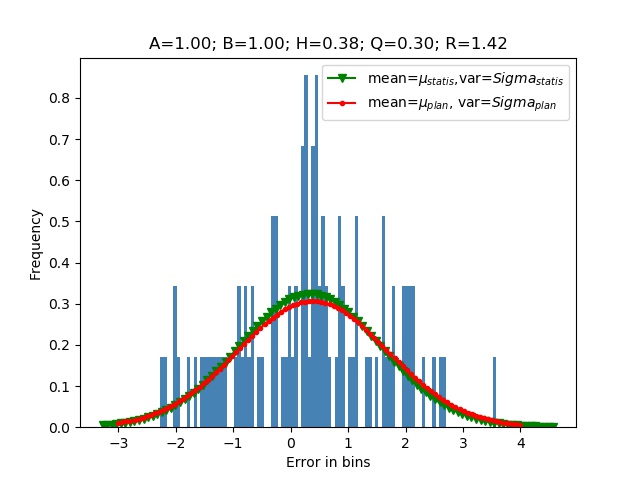 A=1.00; B=1.00; H=0.38; Q=0.30; R=1.42
mean=μstatis,var=Sigmastatis
mean=μplan, var=Sigmaplan
Frequency
0.8
0.7
0.6
0.5
0.4
0.3
0.2
0.1
0.0
−3 −2 −1 0 1 2 3 4
Error in bins